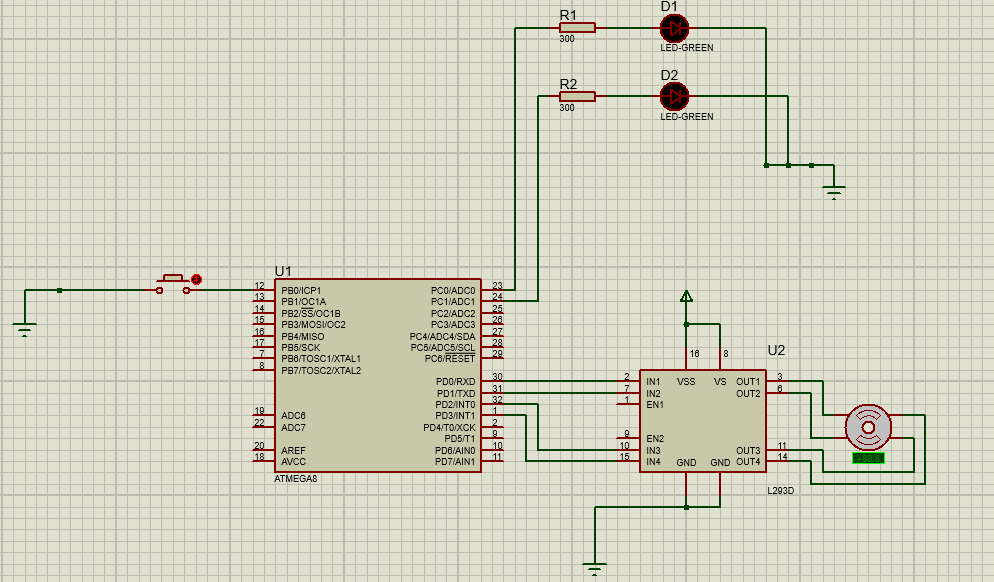 R1
300
D1
LED-GREEN
R2
300
D2
LED-GREEN
U1
12 PB0/ICP1 PC0/ADC0 23
13 PB1/OC1A PC1/ADC1 24
14 PB2/SS/OC1B PC2/ADC2 25
15 PB3/MOSI/OC2 PC3/ADC3 26
16 PB4/MISO PC4/ADC4/SDA 27
17 PB5/SCK PC5/ADC5/SCL 28
7 PB6/TOSC1/XTAL1 PC6/RESET 29
8 PB7/TOSC2/XTAL2
PD0/RXD 30
PD1/TXD 31
PD2/INT0 32
19 ADC6 PD3/INT1 1
22 ADC7 PD4/T0/XCK 2
PD5/T1 9
20 AREF PD6/AIN0 10
18 AVCC PD7/AIN1 11
ATMEGA8
U2
16 8
2 IN1 VSS VS OUT1 3
7 IN2 OUT2 6
1 EN1
9 EN2
10 IN3 OUT3 11
15 IN4 GND GND OUT4 14
L293D